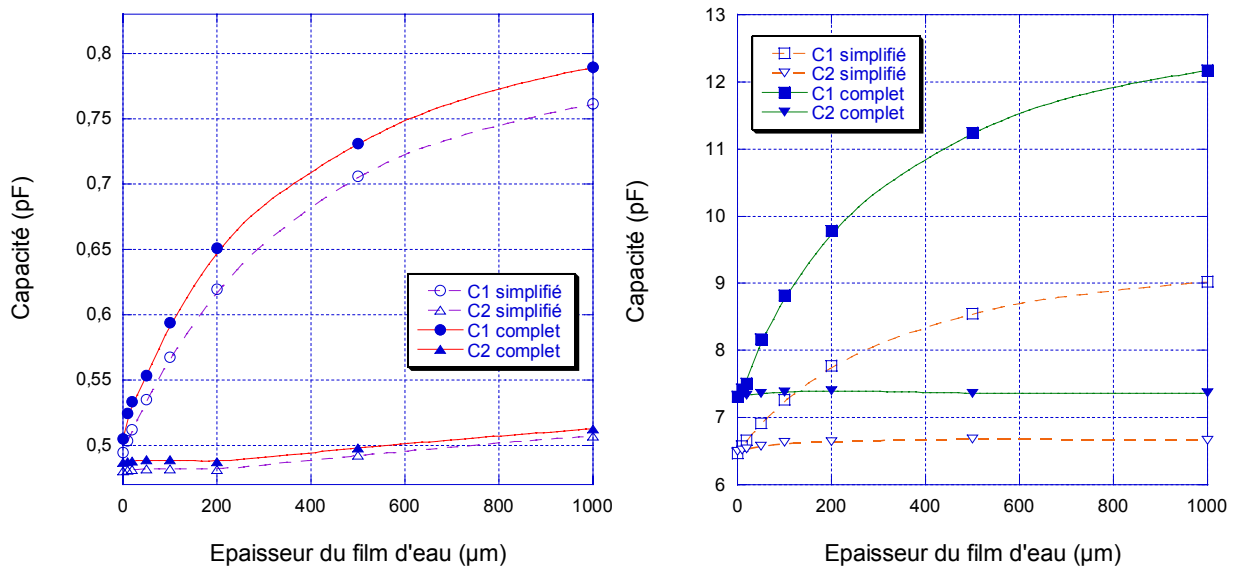 0,8
0,75
0,7
0,65
0,6
0,55
0,5
Capacité (pF)
C1 simplifié
C2 simplifié
C1 complet
C2 complet
0 200 400 600 800 1000
Epaisseur du film d'eau (µm)
13
12
11
10
9
8
7
6
Capacité (pF)
C1 simplifié
C2 simplifié
C1 complet
C2 complet
0 200 400 600 800 1000
Epaisseur du film d'eau (µm)